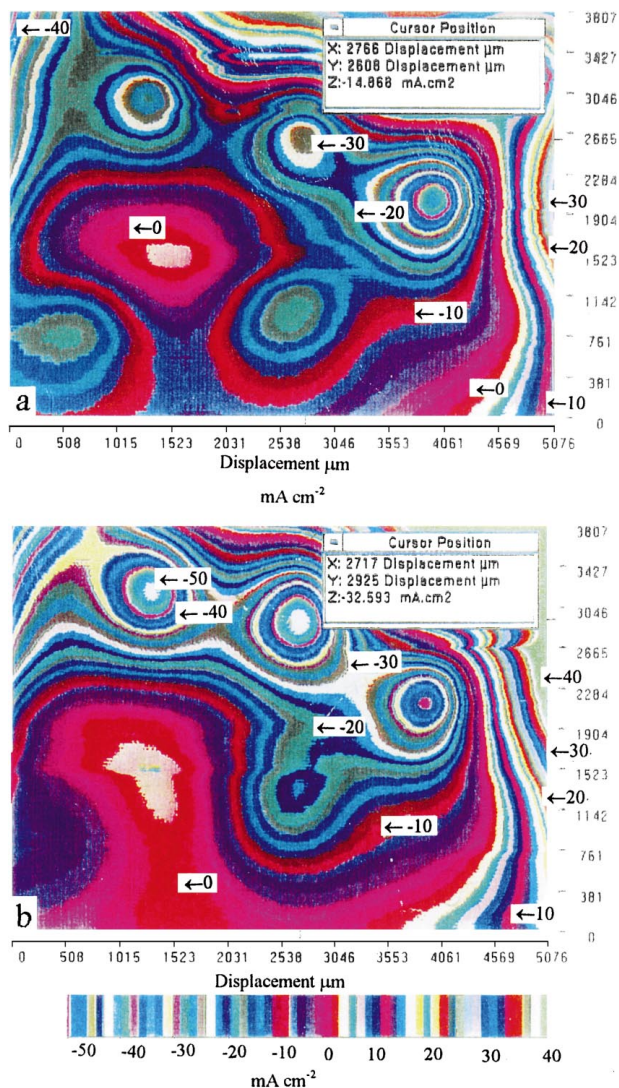 ←-40
Cursor Position
X: 2766 Displacement µm
Y: 2608 Displacement µm
Z:-14.868 mA.cm2
3807
3427
3046
2665
2284
1904
1523
1142
761
381
0
←-30
←-20
←0
←-10
←0
←30
←20
←10
a
0 508 1015 1523 2031 2538 3046 3553 4061 4569 5076
Displacement µm
mA cm-2
Cursor Position
X: 2717 Displacement µm
Y: 2925 Displacement µm
Z:-32.593 mA.cm2
3807
3427
3046
2665
2284
1904
1523
1142
761
381
0
←-50
←-40
←-30
←-20
←-10
←0
←40
←30
←20
←10
b
0 508 1015 1523 2031 2538 3046 3553 4061 4569 5076
Displacement µm
-50 -40 -30 -20 -10 0 10 20 30 40
mA cm-2